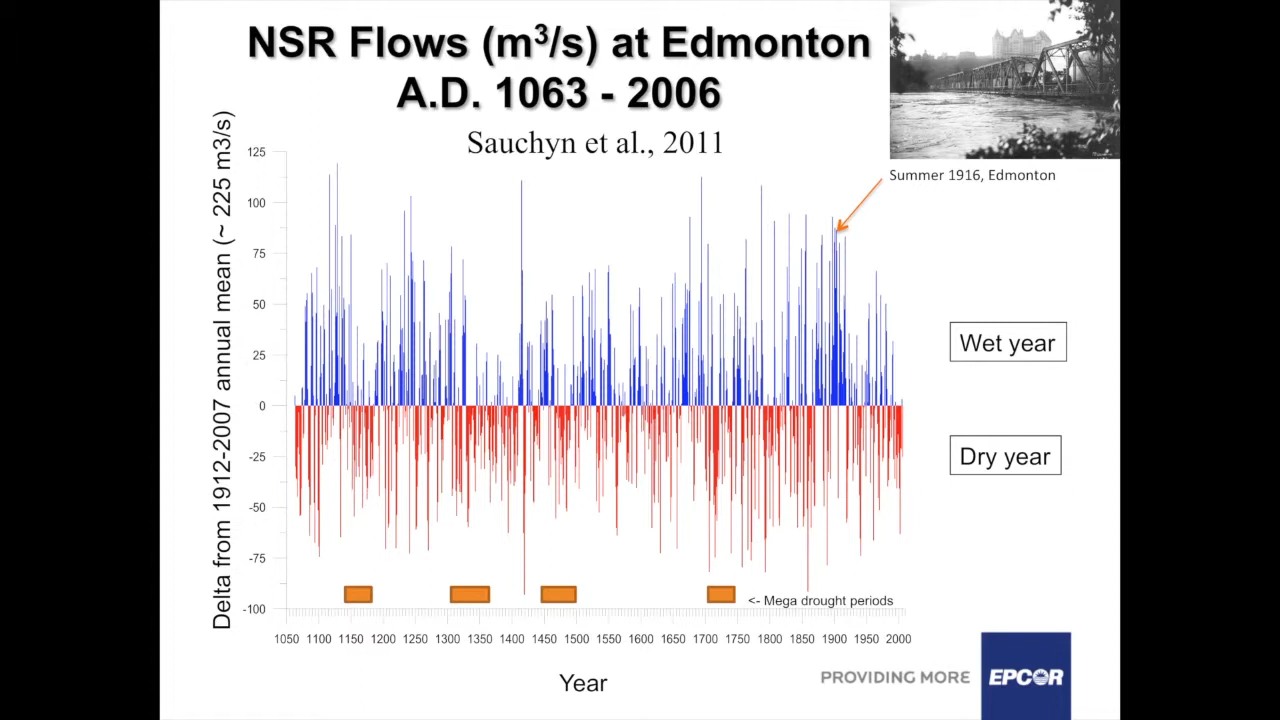 NSR Flows (m³/s) at Edmonton
A.D. 1063 - 2006
Sauchyn et al., 2011
Summer 1916, Edmonton
Delta from 1912-2007 annual mean (~ 225 m3/s)
125
100
75
50
25
0
-25
-50
-75
-100
Wet year
Dry year
<- Mega drought periods
1050 1100 1150 1200 1250 1300 1350 1400 1450 1500 1550 1600 1650 1700 1750 1800 1850 1900 1950 2000
Year
PROVIDING MORE
EPCOR